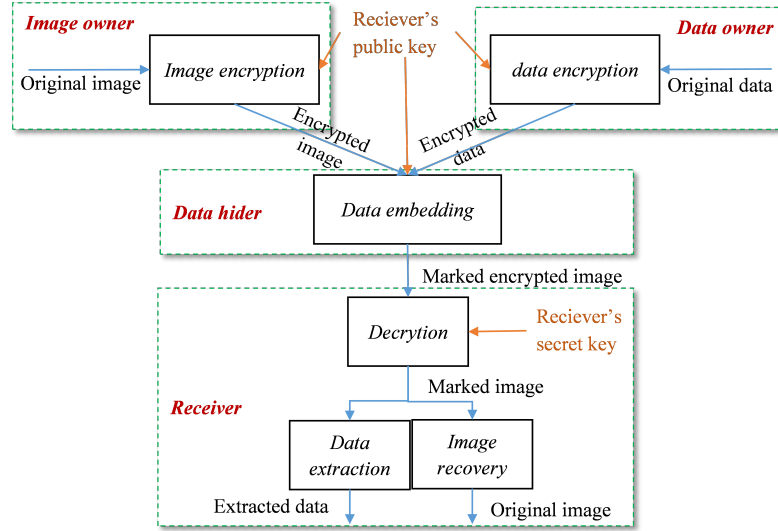 Image owner
Reciever's
public key
Data owner
Image encryption
data encryption
Original image
Original data
Encrypted
image
Encrypted
data
Data hider
Data embedding
Marked encrypted image
Decrytion
Reciever's
secret key
Marked image
Receiver
Data
extraction
Image
recovery
Extracted data
Original image